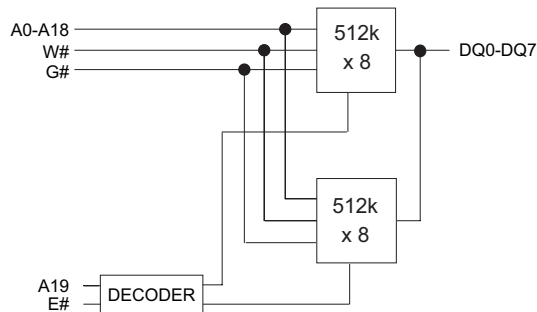 A0-A18
W#
G#
512k
x 8
DQ0-DQ7
512k
x 8
A19
E#
DECODER